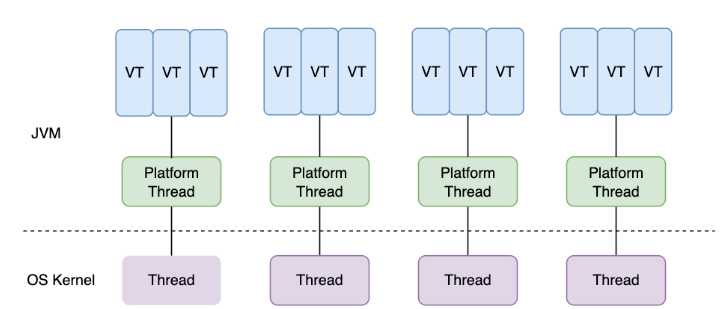 VT VT VT VT VT VT VT VT VT VT VT VT
JVM
Platform Thread Platform Thread Platform Thread Platform Thread
OS Kernel Thread Thread Thread Thread